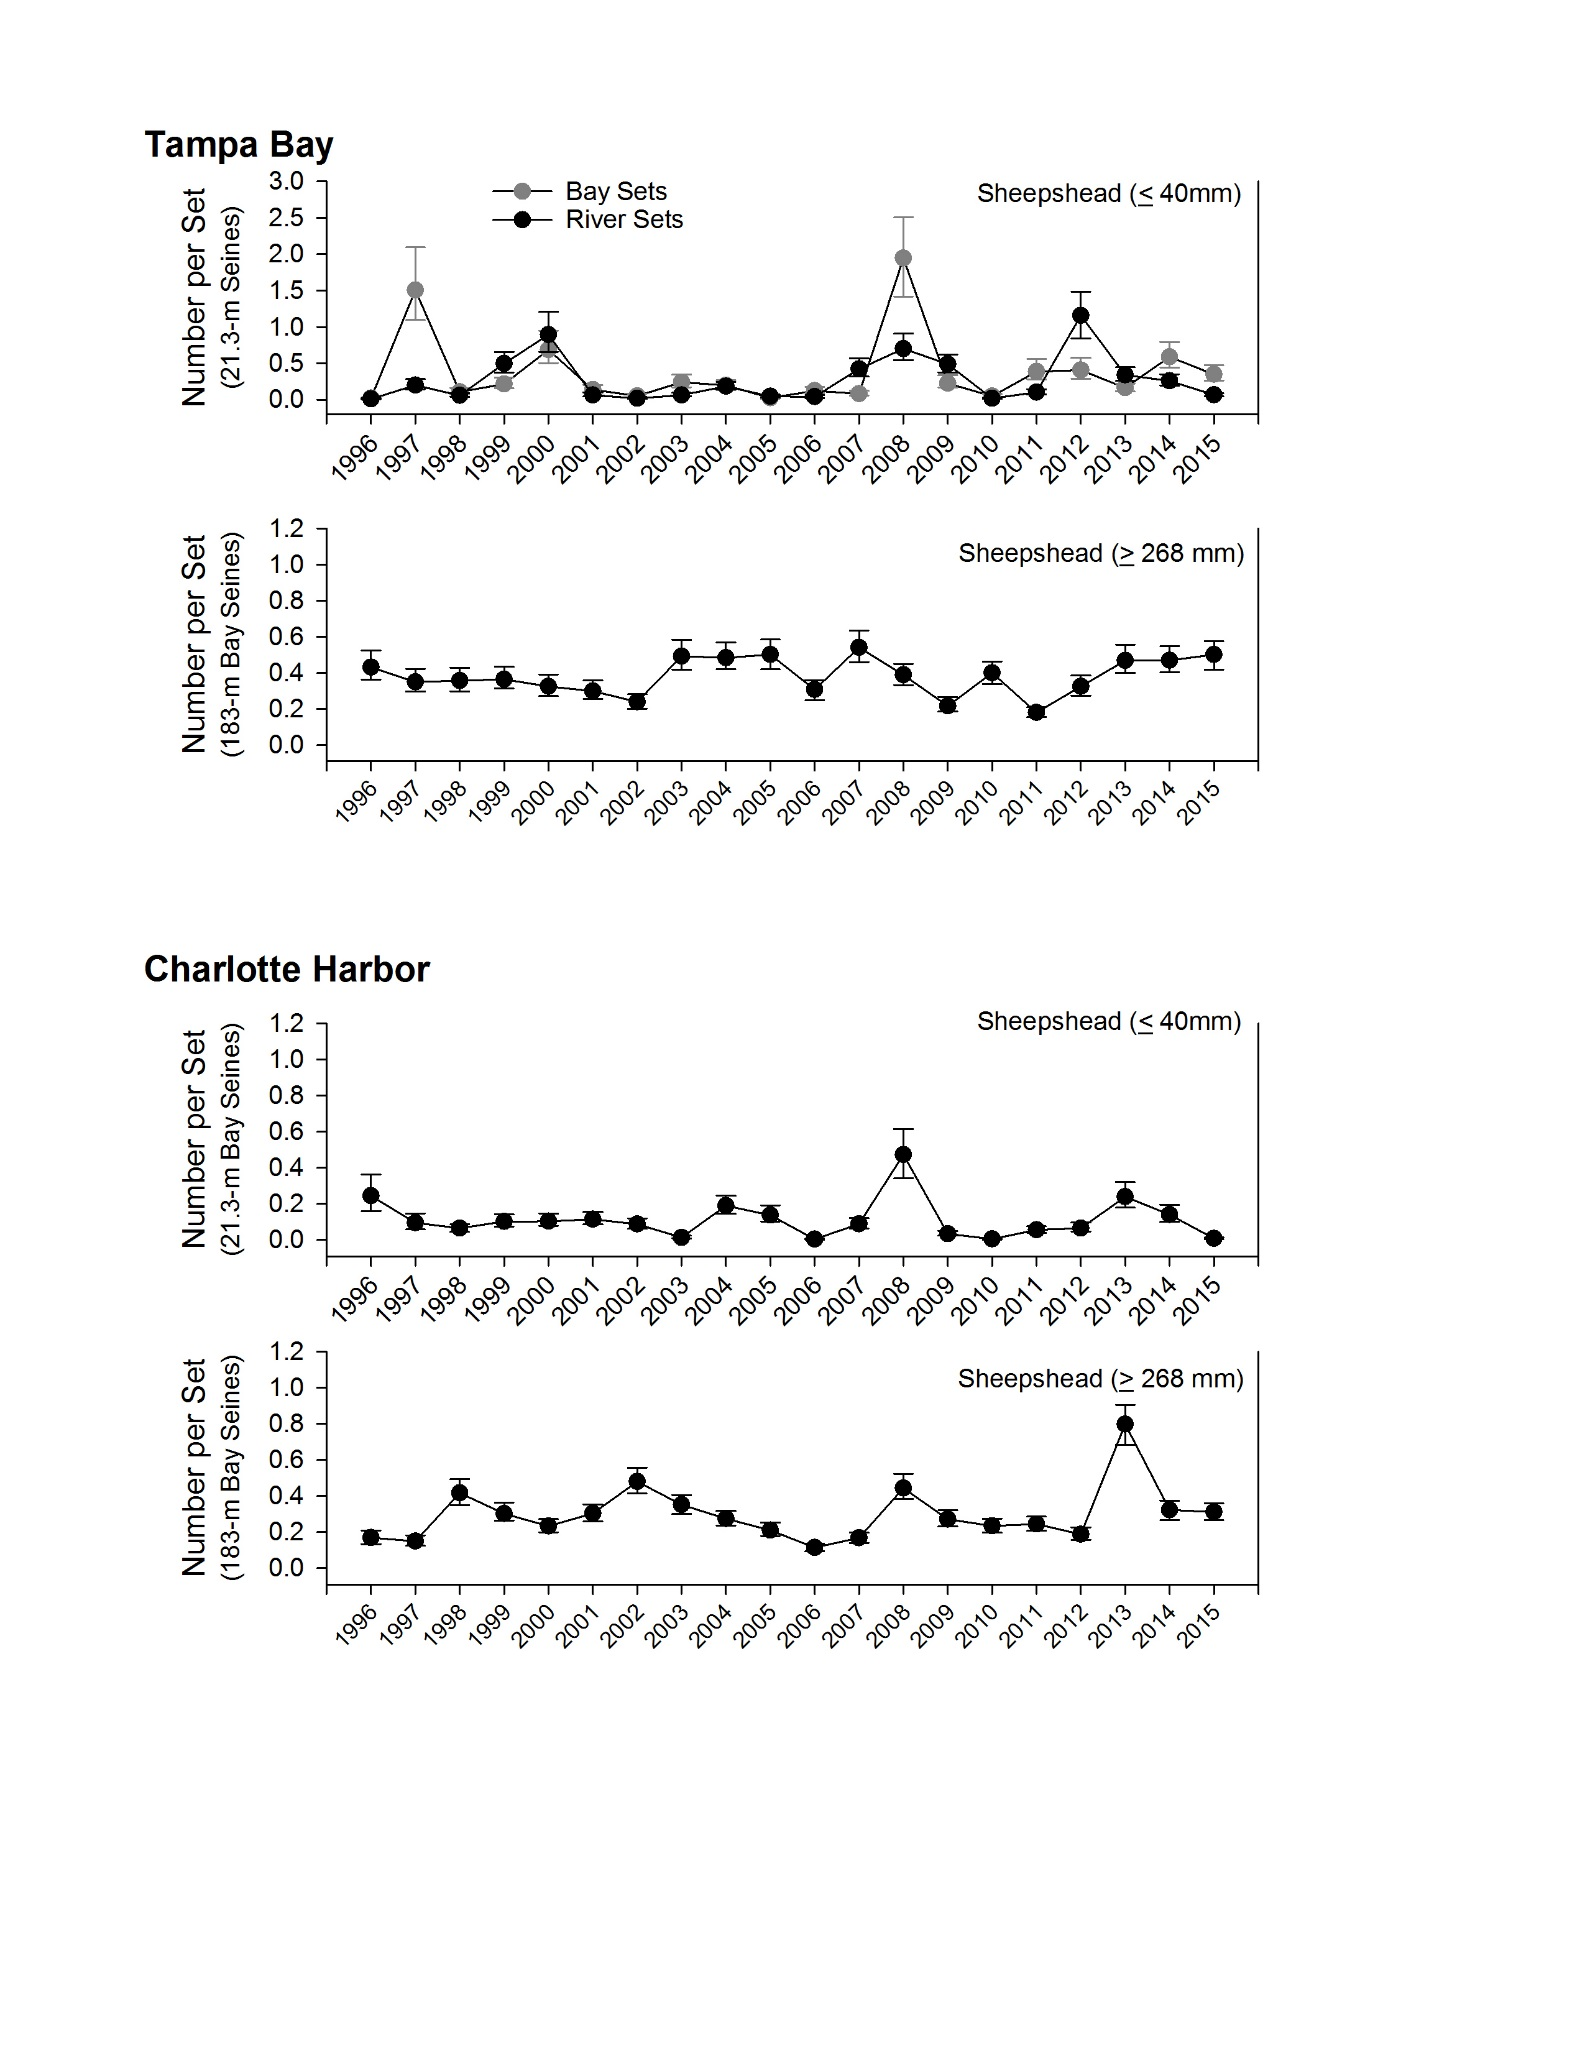 Tampa Bay
Number per Set
(21.3-m Seines)
3.0
2.5
2.0
1.5
1.0
0.5
0.0
Bay Sets
River Sets
Sheepshead (≤ 40mm)
1996 1997 1998 1999 2000 2001 2002 2003 2004 2005 2006 2007 2008 2009 2010 2011 2012 2013 2014 2015
Number per Set
(183-m Bay Seines)
1.2
1.0
0.8
0.6
0.4
0.2
0.0
Sheepshead (≥ 268 mm)
1996 1997 1998 1999 2000 2001 2002 2003 2004 2005 2006 2007 2008 2009 2010 2011 2012 2013 2014 2015
Charlotte Harbor
Number per Set
(21.3-m Bay Seines)
1.2
1.0
0.8
0.6
0.4
0.2
0.0
Sheepshead (≤ 40mm)
1996 1997 1998 1999 2000 2001 2002 2003 2004 2005 2006 2007 2008 2009 2010 2011 2012 2013 2014 2015
Number per Set
(183-m Bay Seines)
1.2
1.0
0.8
0.6
0.4
0.2
0.0
Sheepshead (≥ 268 mm)
1996 1997 1998 1999 2000 2001 2002 2003 2004 2005 2006 2007 2008 2009 2010 2011 2012 2013 2014 2015